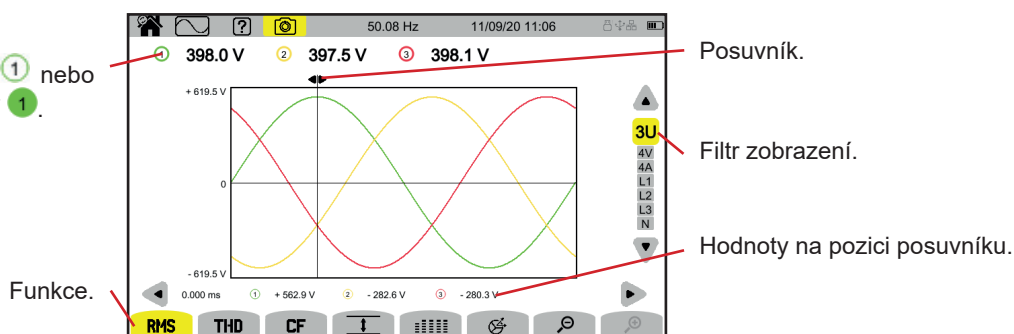 ? 50.08 Hz 11/09/20 11:06
1 398.0 V 2 397.5 V 3 398.1 V
1 nebo
1.
Posuvník.
+ 619.5 V
0
- 619.5 V
3U
4V
4A
L1
L2
L3
N
Filtr zobrazení.
Hodnoty na pozici posuvníku.
0.000 ms 1 + 562.9 V 2 - 282.6 V 3 - 280.3 V
Funkce.
RMS THD CF